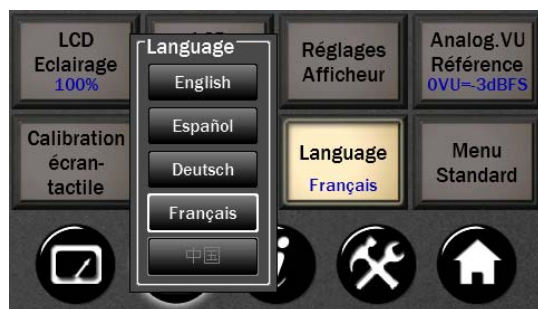 LCD
Eclairage
100%
LCD
Réglages
Afficheur
Analog.VU
Référence
0VU=-3dBFS
Language
English
Español
Deutsch
Français
中国
Calibration
écran-
tactile
Language
Français
Menu
Standard